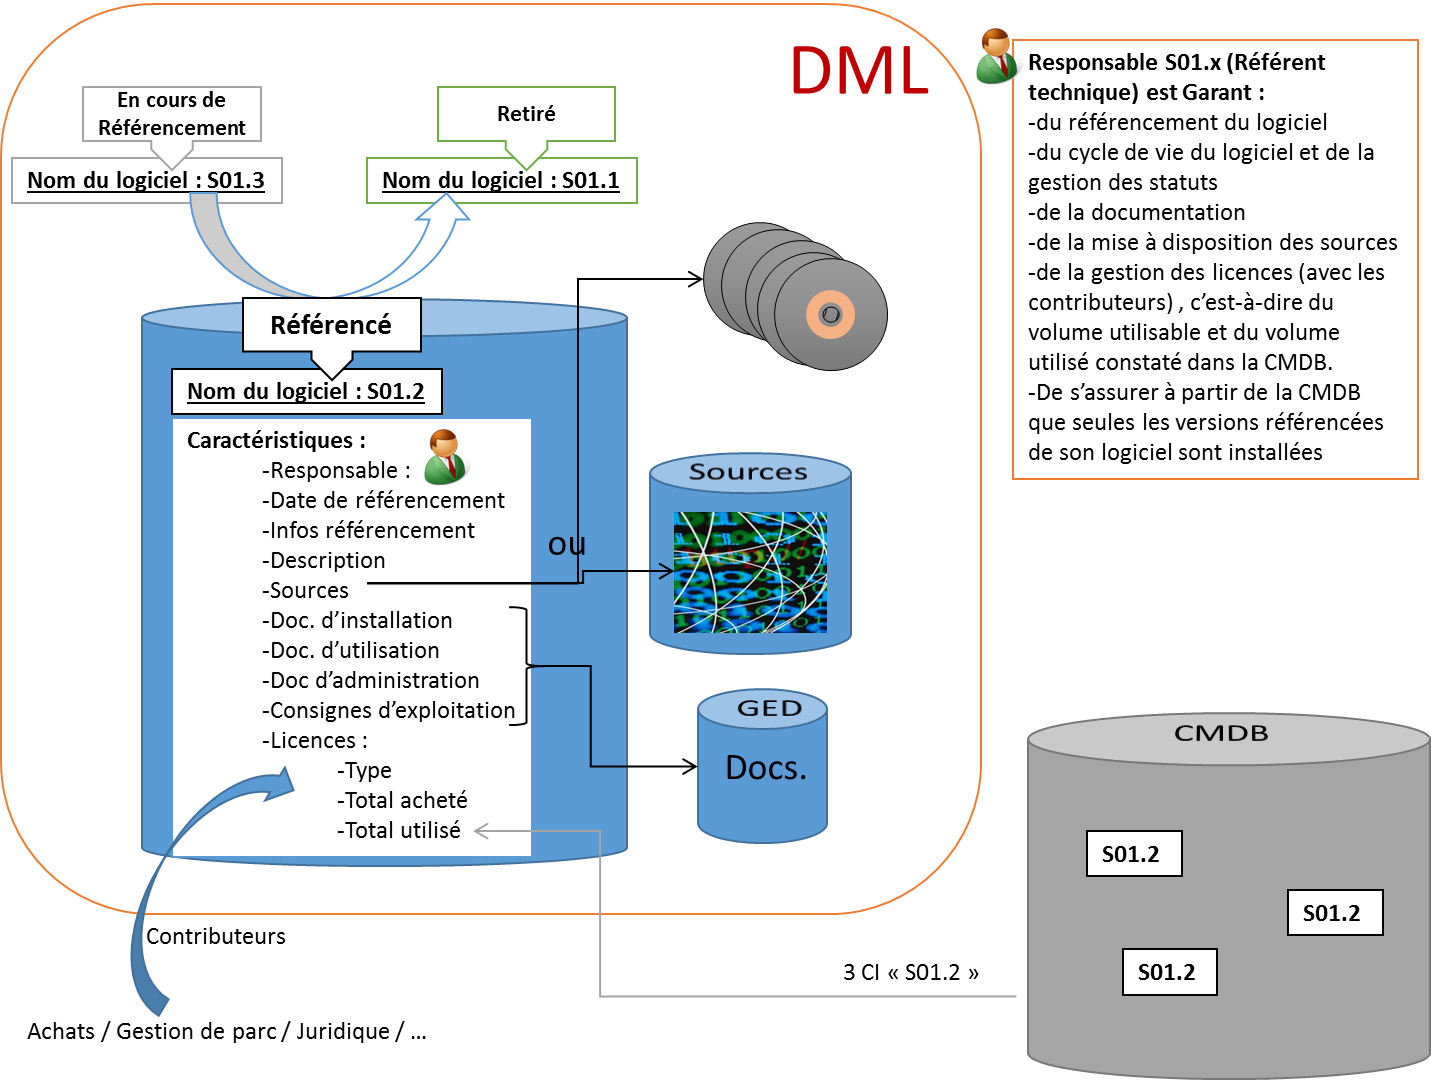 DML
En cours de
Référencement
Nom du logiciel : S01.3
Retiré
Nom du logiciel : S01.1
Référencé
Nom du logiciel : S01.2
Caractéristiques :
-Responsable :
-Date de référencement
-Infos référencement
-Description
-Sources
-Doc. d’installation
-Doc. d’utilisation
-Doc d’administration
-Consignes d’exploitation
-Licences :
-Type
-Total acheté
-Total utilisé
ou
Sources
GED
Docs.
Contributeurs
Achats / Gestion de parc / Juridique / …
Responsable S01.x (Référent
technique) est Garant :
-du référencement du logiciel
-du cycle de vie du logiciel et de la
gestion des statuts
-de la documentation
-de la mise à disposition des sources
-de la gestion des licences (avec les
contributeurs) , c’est-à-dire du
volume utilisable et du volume
utilisé constaté dans la CMDB.
-De s’assurer à partir de la CMDB
que seules les versions référencées
de son logiciel sont installées
CMDB
S01.2
S01.2
S01.2
3 CI « S01.2 »